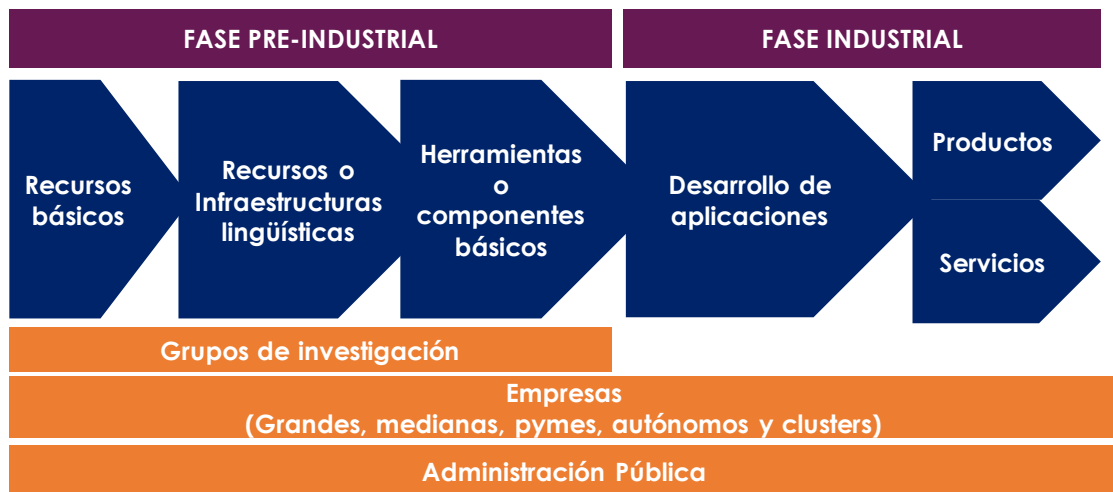 FASE PRE-INDUSTRIAL
FASE INDUSTRIAL
Recursos
básicos
Recursos o
Infraestructuras
lingüísticas
Herramientas
o
componentes
básicos
Desarrollo de
aplicaciones
Productos
Servicios
Grupos de investigación
Empresas
(Grandes, medianas, pymes, autónomos y clusters)
Administración Pública